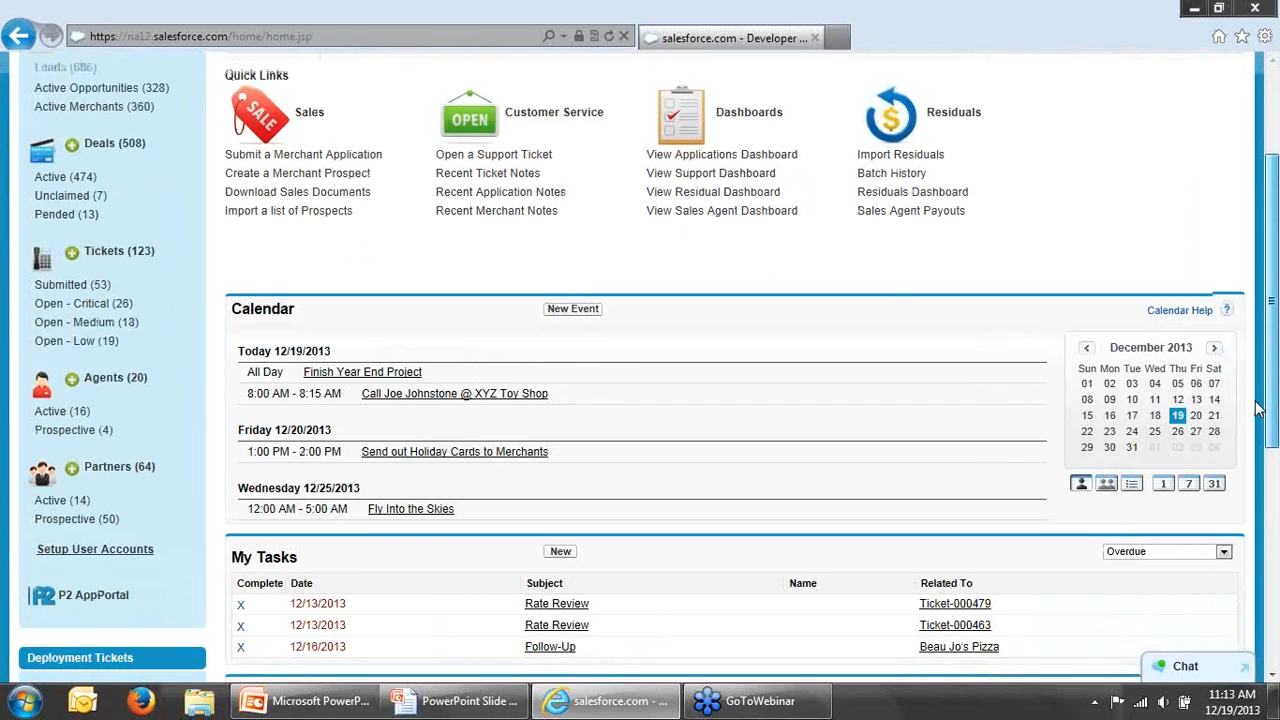 https://na12.salesforce.com/home/home.jsp
salesforce.com - Developer ...
Leads (686)
Active Opportunities (328)
Active Merchants (360)
Deals (508)
Active (474)
Unclaimed (7)
Pended (13)
Tickets (123)
Submitted (53)
Open - Critical (26)
Open - Medium (13)
Open - Low (19)
Agents (20)
Active (16)
Prospective (4)
Partners (64)
Active (14)
Prospective (50)
Setup User Accounts
P2 AppPortal
Deployment Tickets
Quick Links
SALE
Sales
Submit a Merchant Application
Create a Merchant Prospect
Download Sales Documents
Import a list of Prospects
OPEN
Customer Service
Open a Support Ticket
Recent Ticket Notes
Recent Application Notes
Recent Merchant Notes
Dashboards
View Applications Dashboard
View Support Dashboard
View Residual Dashboard
View Sales Agent Dashboard
$
Residuals
Import Residuals
Batch History
Residuals Dashboard
Sales Agent Payouts
Calendar
New Event
Calendar Help ?
Today 12/19/2013
All Day Finish Year End Project
8:00 AM - 8:15 AM Call Joe Johnstone @ XYZ Toy Shop
Friday 12/20/2013
1:00 PM - 2:00 PM Send out Holiday Cards to Merchants
Wednesday 12/25/2013
12:00 AM - 5:00 AM Fly Into the Skies
December 2013
Sun Mon Tue Wed Thu Fri Sat
01 02 03 04 05 06 07
08 09 10 11 12 13 14
15 16 17 18 19 20 21
22 23 24 25 26 27 28
29 30 31 01 02 03 04
1 7 31
My Tasks
New
Overdue
Complete Date Subject Name Related To
X 12/13/2013 Rate Review Ticket-000479
X 12/13/2013 Rate Review Ticket-000463
X 12/16/2013 Follow-Up Beau Jo's Pizza
Chat
Microsoft PowerP...
PowerPoint Slide ...
salesforce.com - ...
GoToWebinar
11:13 AM
12/19/2013